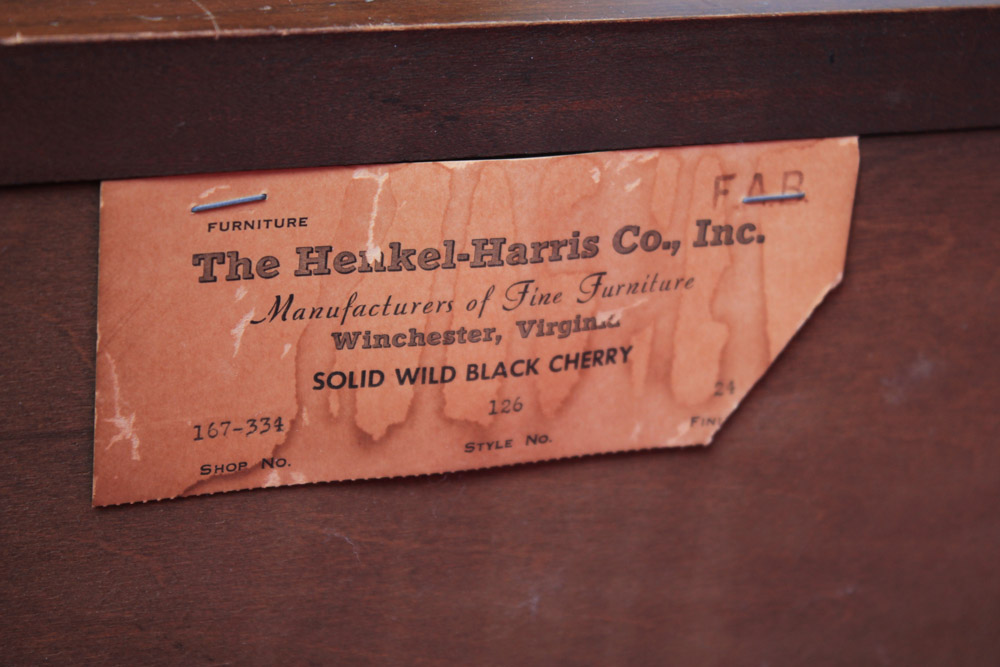 FAB
FURNITURE
The Henkel-Harris Co., Inc.
Manufacturers of Fine Furniture
Winchester, Virginia
SOLID WILD BLACK CHERRY
167-334 126 24
Shop No. Style No.